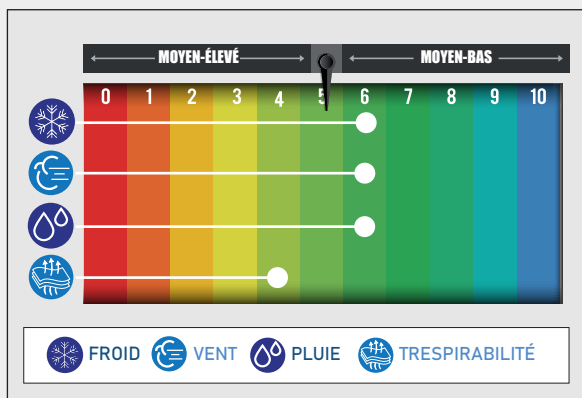 MOYEN-ÉLEVÉ MOYEN-BAS
0 1 2 3 4 5 6 7 8 9 10
FROID VENT PLUIE TRESPIRABILITÉ